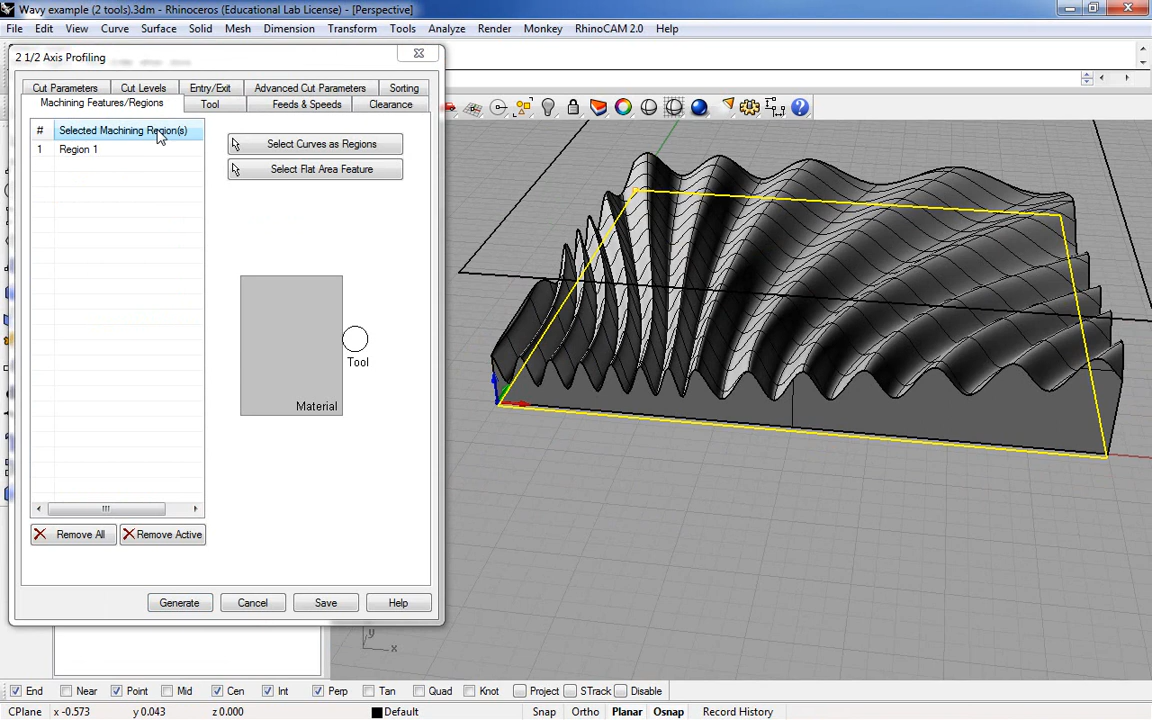 Wavy example (2 tools).3dm - Rhinoceros (Educational Lab License) - [Perspective]
File Edit View Curve Surface Solid Mesh Dimension Transform Tools Analyze Render Monkey RhinoCAM 2.0 Help
2 1/2 Axis Profiling
Cut Parameters Cut Levels Entry/Exit Advanced Cut Parameters Sorting
Machining Features/Regions Tool Feeds & Speeds Clearance
# Selected Machining Region(s)
1 Region 1
Select Curves as Regions
Select Flat Area Feature
Tool
Material
Remove All Remove Active
Generate Cancel Save Help
y
x
End Near Point Mid Cen Int Perp Tan Quad Knot Project STrack Disable
CPlane x -0.573 y 0.043 z 0.000 Default Snap Ortho Planar Osnap Record History